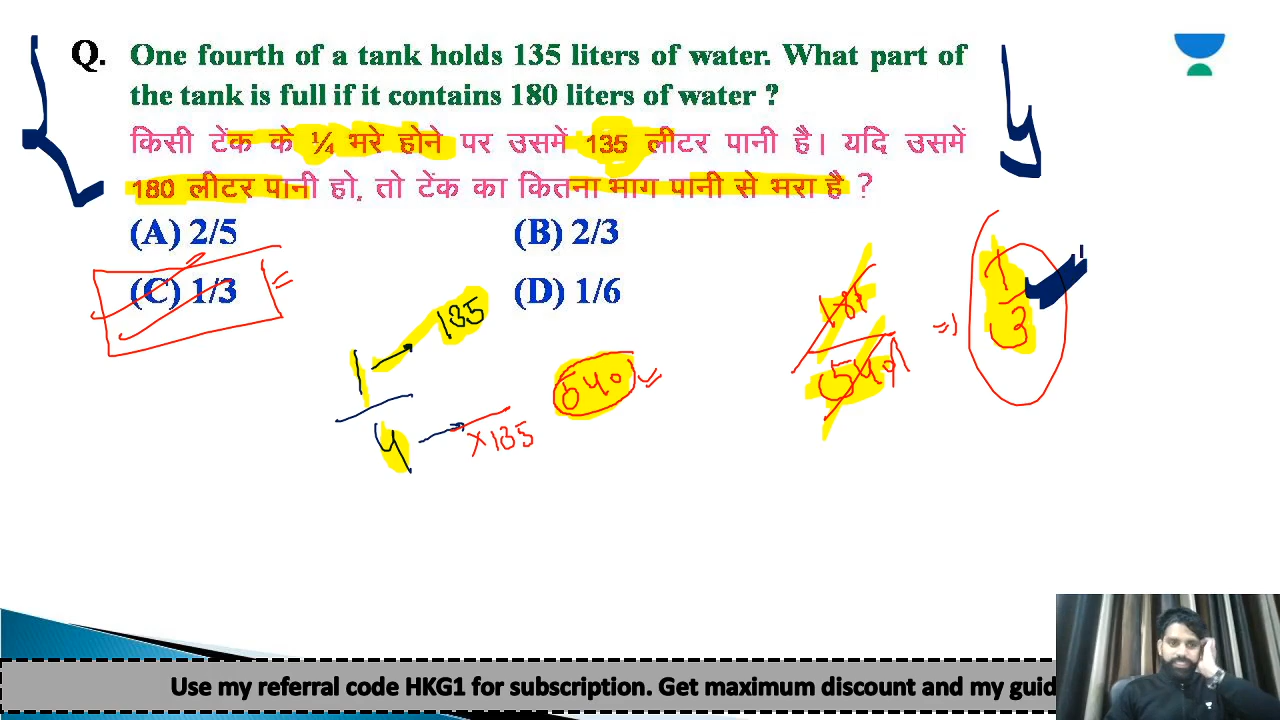 Q. One fourth of a tank holds 135 liters of water. What part of
the tank is full if it contains 180 liters of water ?
किसी टेंक के ¼ भरे होने पर उसमें 135 लीटर पानी है। यदि उसमें
180 लीटर पानी हो, तो टेंक का कितना भाग पानी से भरा है ?
(A) 2/5 (B) 2/3
(C) 1/3 (D) 1/6
1 → 135
4 → ×135
540 =
180
540
⇒ 1
3
Use my referral code HKG1 for subscription. Get maximum discount and my guid